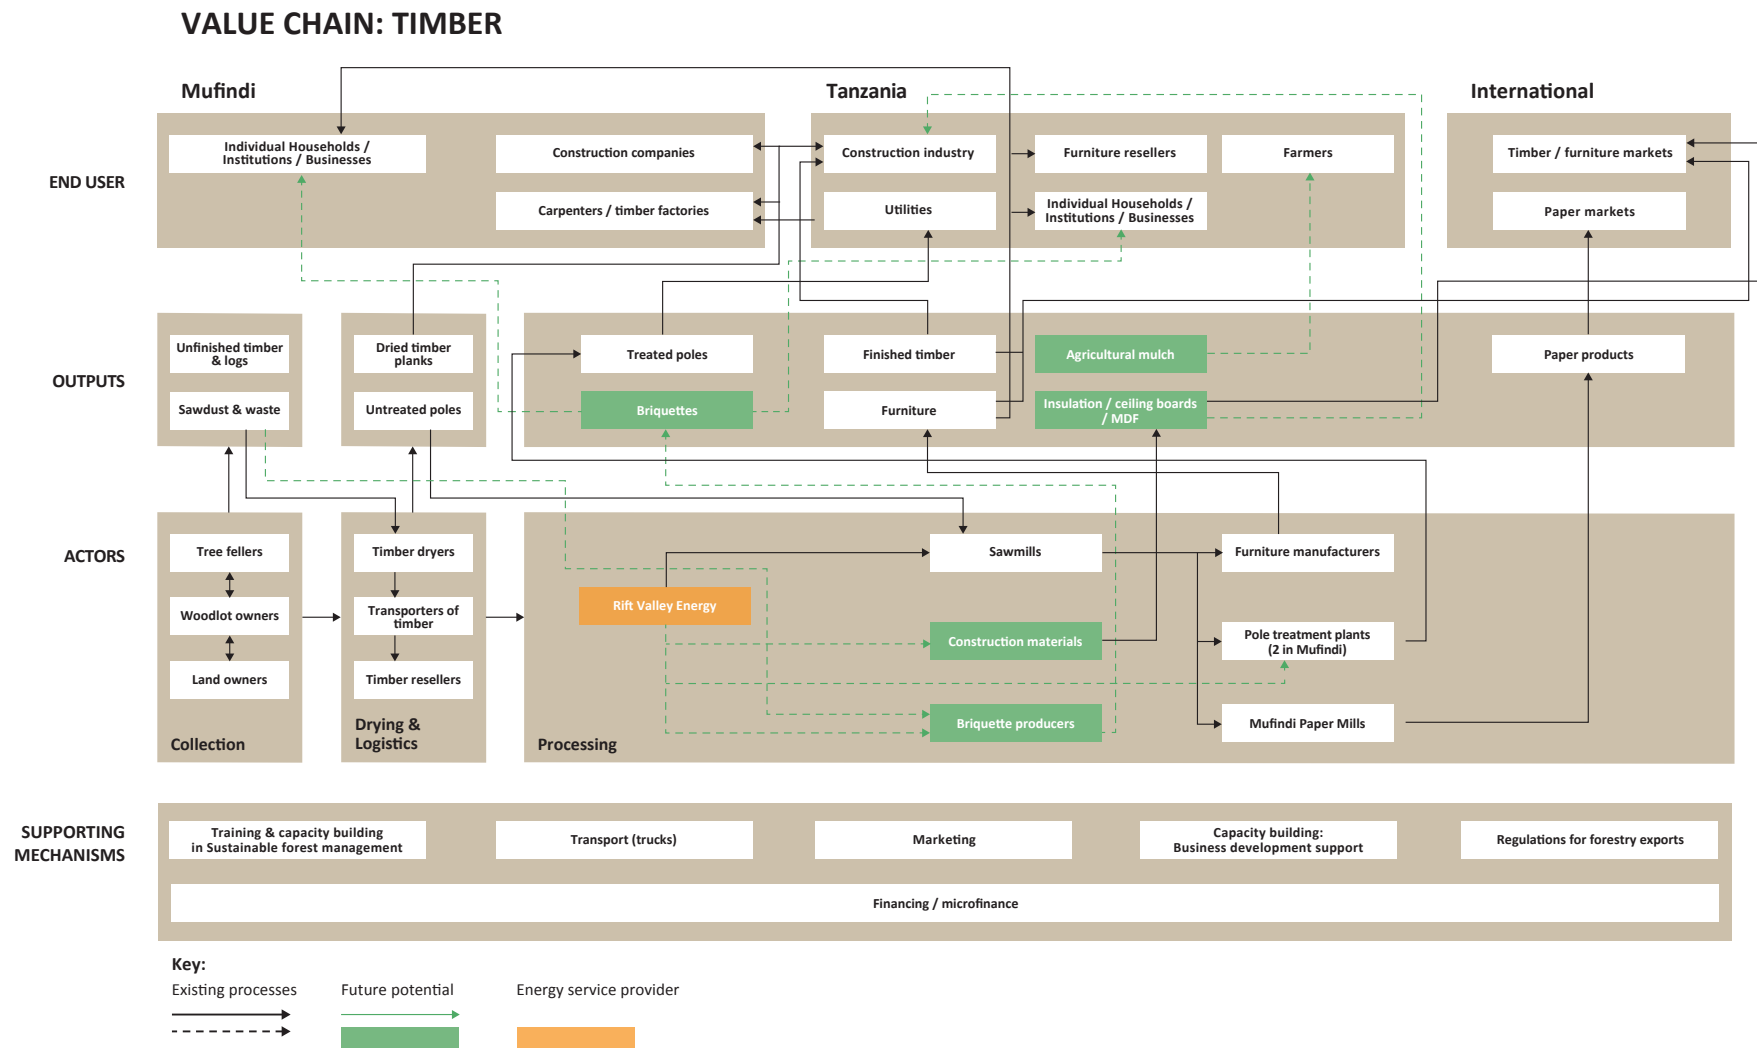 VALUE CHAIN: TIMBER
Mufindi
Tanzania
International
END USER
Individual Households /
Institutions / Businesses
Construction companies
Carpenters / timber factories
Construction industry
Utilities
Furniture resellers
Individual Households /
Institutions / Businesses
Farmers
Timber / furniture markets
Paper markets
OUTPUTS
Unfinished timber
& logs
Sawdust & waste
Dried timber
planks
Untreated poles
Treated poles
Briquettes
Finished timber
Furniture
Agricultural mulch
Insulation / ceiling boards
/ MDF
Paper products
ACTORS
Tree fellers
Woodlot owners
Land owners
Collection
Timber dryers
Transporters of
timber
Timber resellers
Drying &
Logistics
Rift Valley Energy
Sawmills
Construction materials
Briquette producers
Furniture manufacturers
Pole treatment plants
(2 in Mufindi)
Mufindi Paper Mills
Processing
SUPPORTING
MECHANISMS
Training & capacity building
in Sustainable forest management
Transport (trucks)
Marketing
Capacity building:
Business development support
Regulations for forestry exports
Financing / microfinance
Key:
Existing processes
Future potential
Energy service provider